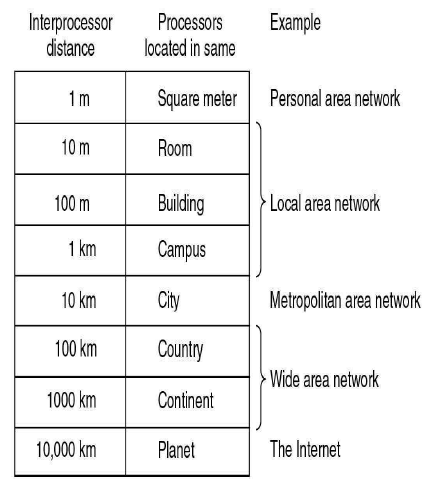 Interprocessor distance Processors located in same Example
1 m Square meter Personal area network
10 m Room
100 m Building Local area network
1 km Campus
10 km City Metropolitan area network
100 km Country
Wide area network
1000 km Continent
10,000 km Planet The Internet